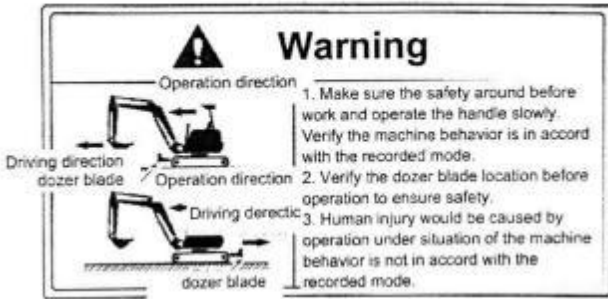 Warning
Operation direction
Driving direction
dozer blade
Operation direction
Driving derectic
dozer blade
1. Make sure the safety around before
work and operate the handle slowly.
Verify the machine behavior is in accord
with the recorded mode.
2. Verify the dozer blade location before
operation to ensure safety.
3. Human injury would be caused by
operation under situation of the machine
behavior is not in accord with the
recorded mode.